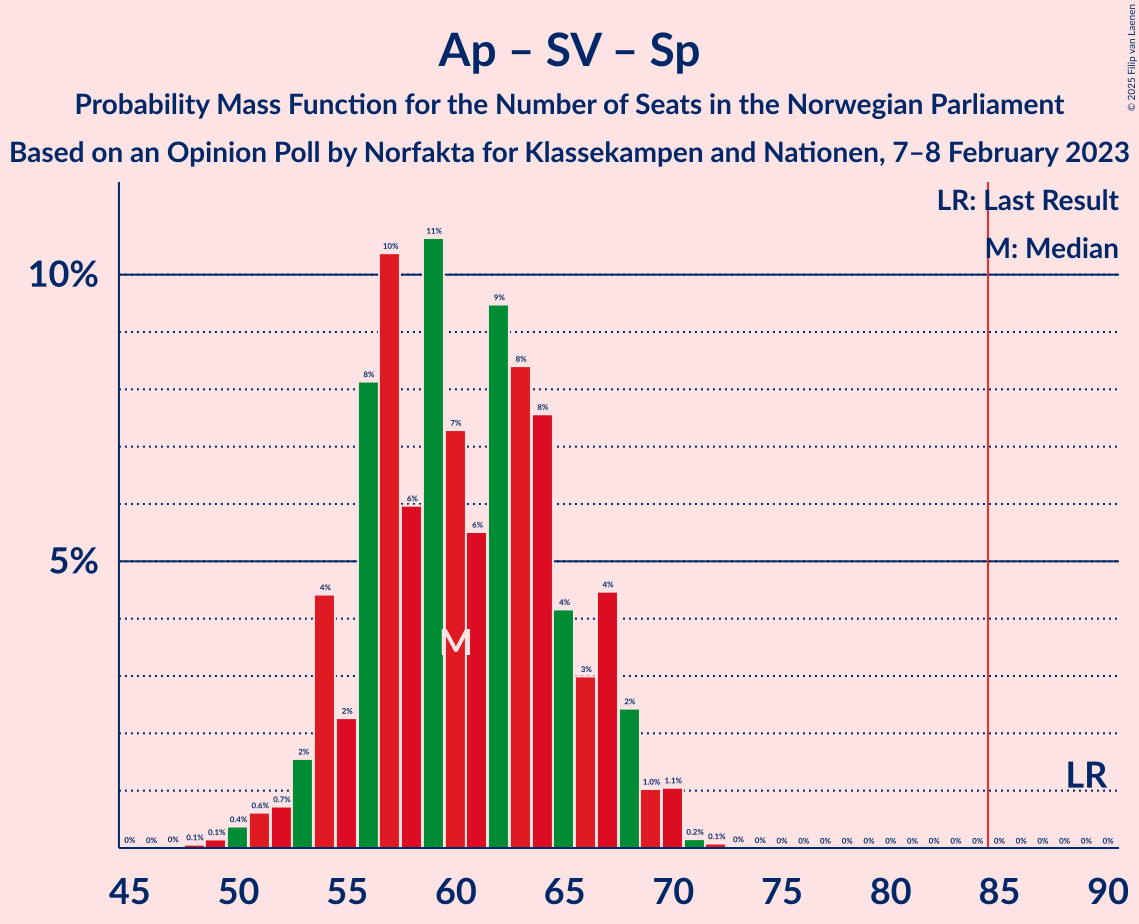 Ap – SV – Sp
Probability Mass Function for the Number of Seats in the Norwegian Parliament
Based on an Opinion Poll by Norfakta for Klassekampen and Nationen, 7–8 February 2023
© 2025 Filip van Laenen
LR: Last Result
M: Median
10%
5%
0% 0% 0% 0.1% 0.1% 0.4% 0.6% 0.7% 2% 4% 2% 8% 10% 6% 11% 7% 6% 9% 8% 8% 4% 3% 4% 2% 1.0% 1.1% 0.2% 0.1% 0% 0% 0% 0% 0% 0% 0% 0% 0% 0% 0% 0% 0% 0% 0% 0% 0% 0%
M
LR
45 50 55 60 65 70 75 80 85 90